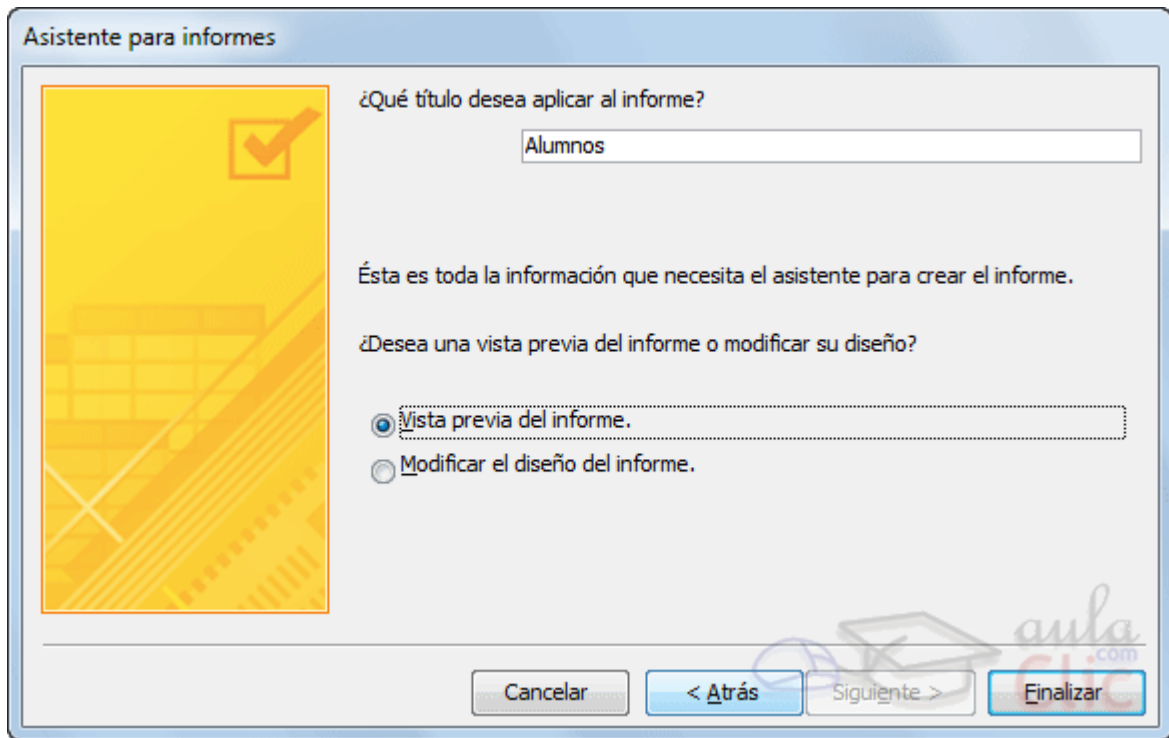 Asistente para informes
¿Qué título desea aplicar al informe?
Alumnos
Ésta es toda la información que necesita el asistente para crear el informe.
¿Desea una vista previa del informe o modificar su diseño?
Vista previa del informe.
Modificar el diseño del informe.
aula
.com
Clic
Cancelar
< Atrás
Siguiente >
Finalizar